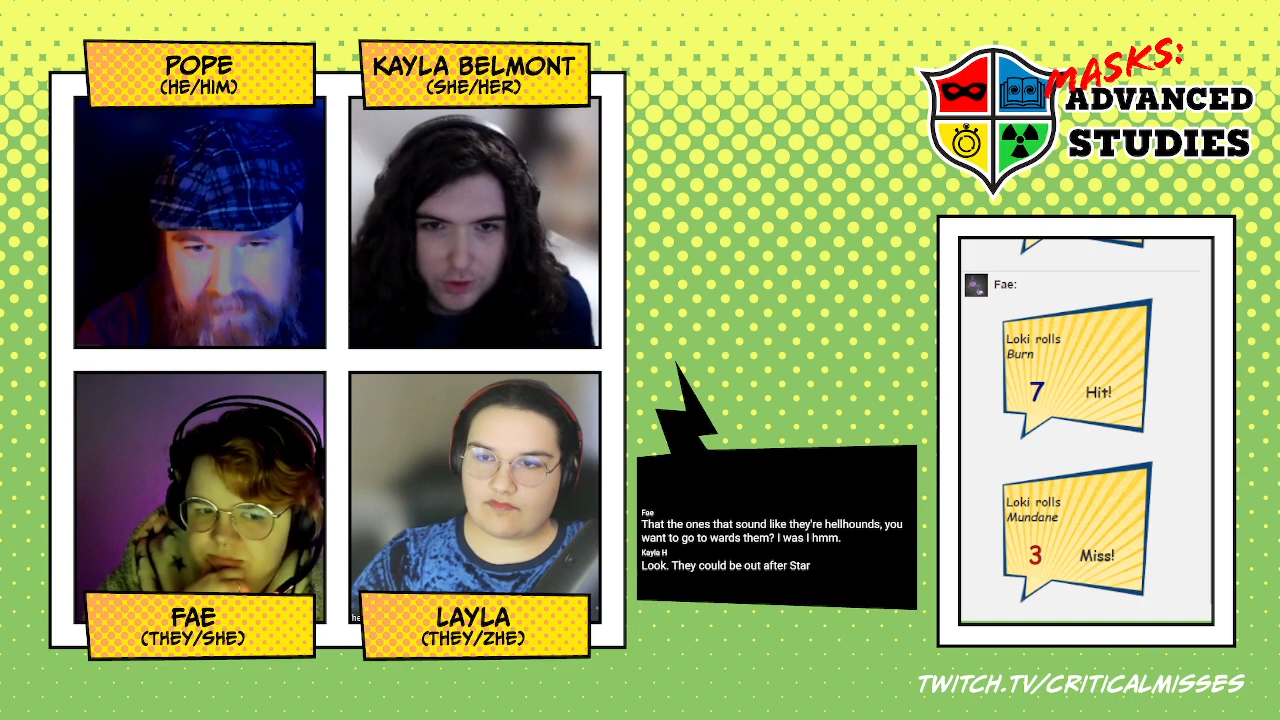 POPE
(HE/HIM)
KAYLA BELMONT
(SHE/HER)
MASKS:
ADVANCED
STUDIES
Fae:
Loki rolls
Burn
7 Hit!
Loki rolls
Mundane
3 Miss!
Fae
That the ones that sound like they're hellhounds, you
want to go to wards them? I was I hmm.
Kayla H
Look. They could be out after Star
he
FAE
(THEY/SHE)
LAYLA
(THEY/ZHE)
TWITCH.TV/CRITICALMISSES